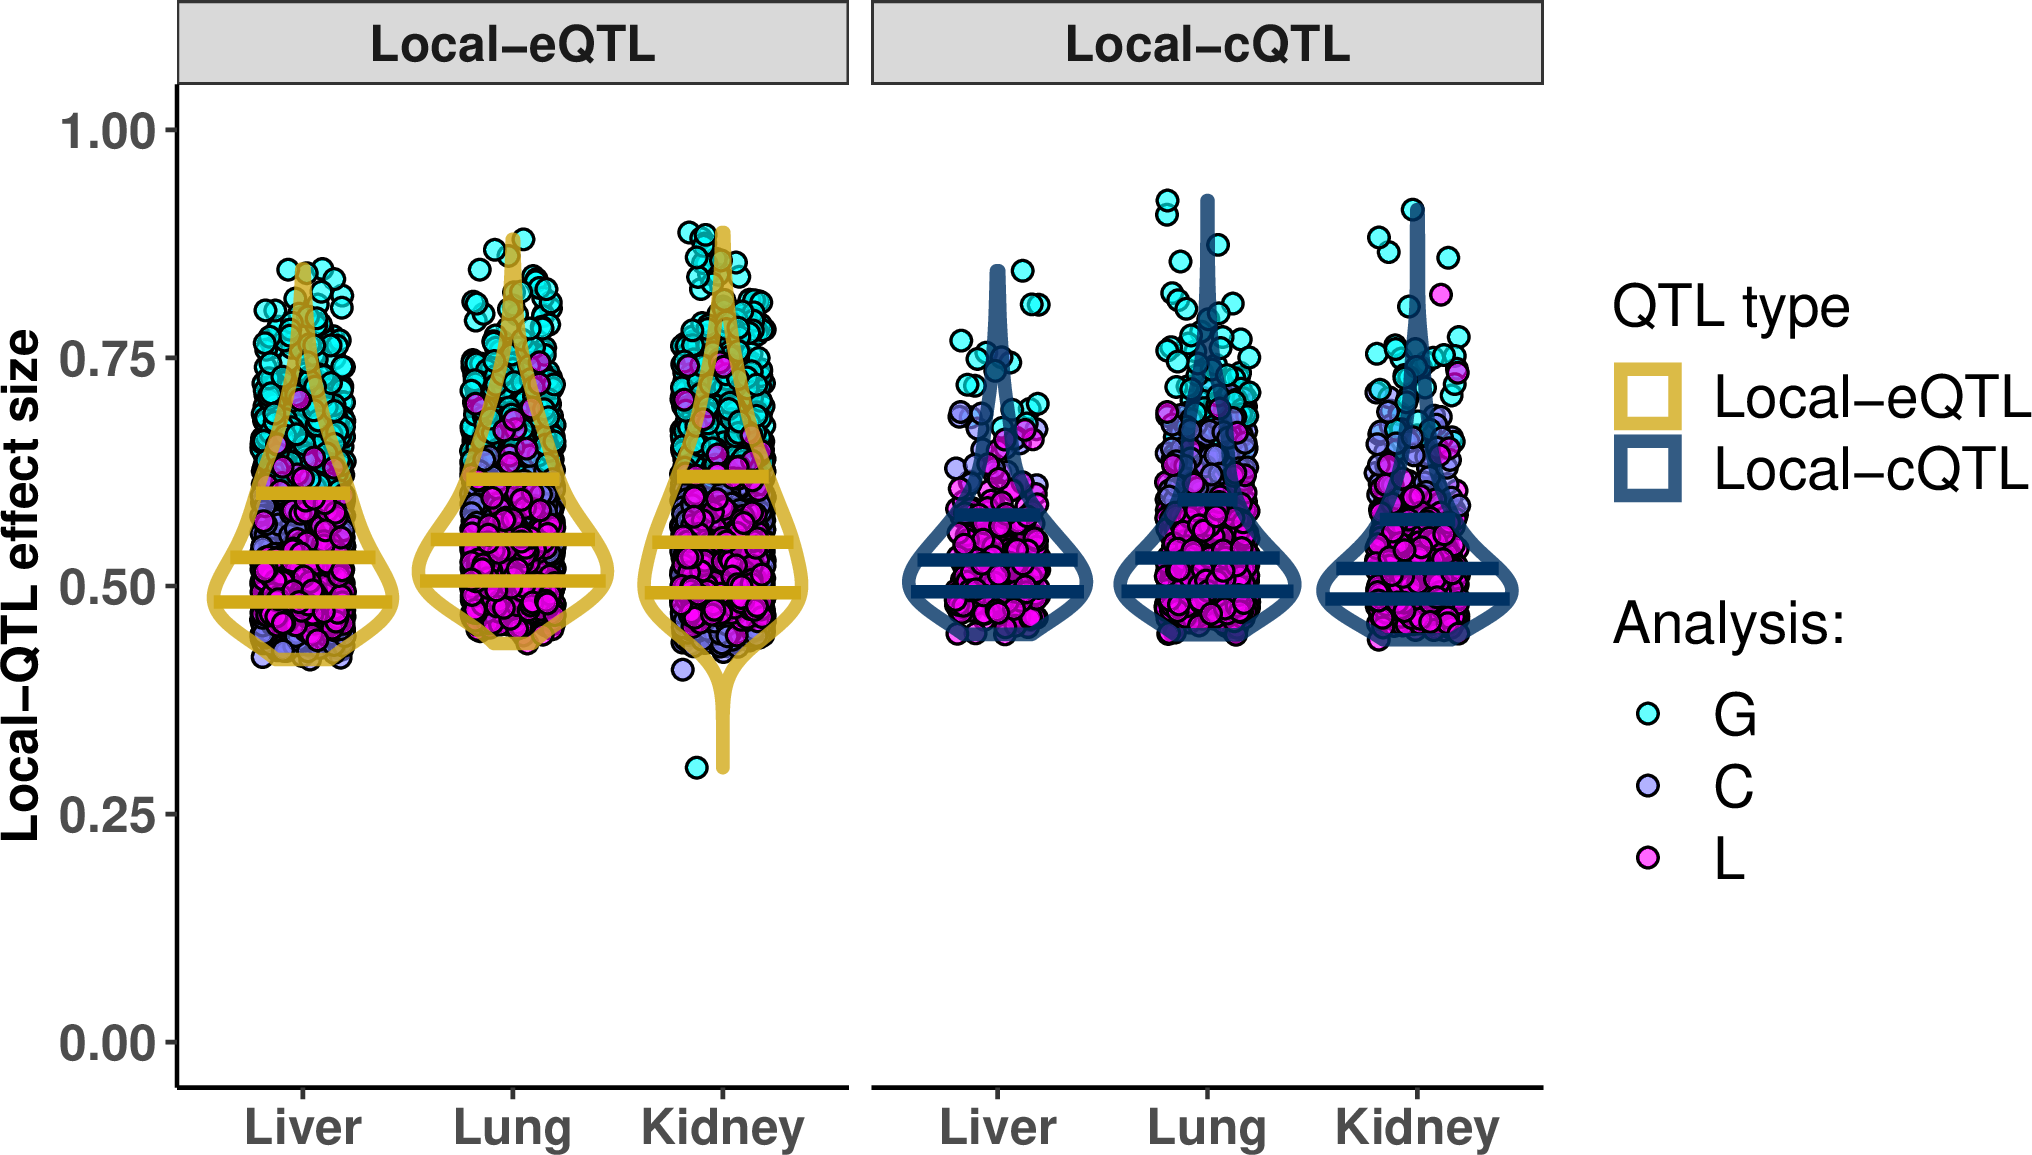 Local−eQTL
Local−cQTL
Local−QTL effect size
1.00
0.75
0.50
0.25
0.00
Liver
Lung
Kidney
Liver
Lung
Kidney
QTL type
Local−eQTL
Local−cQTL
Analysis:
G
C
L